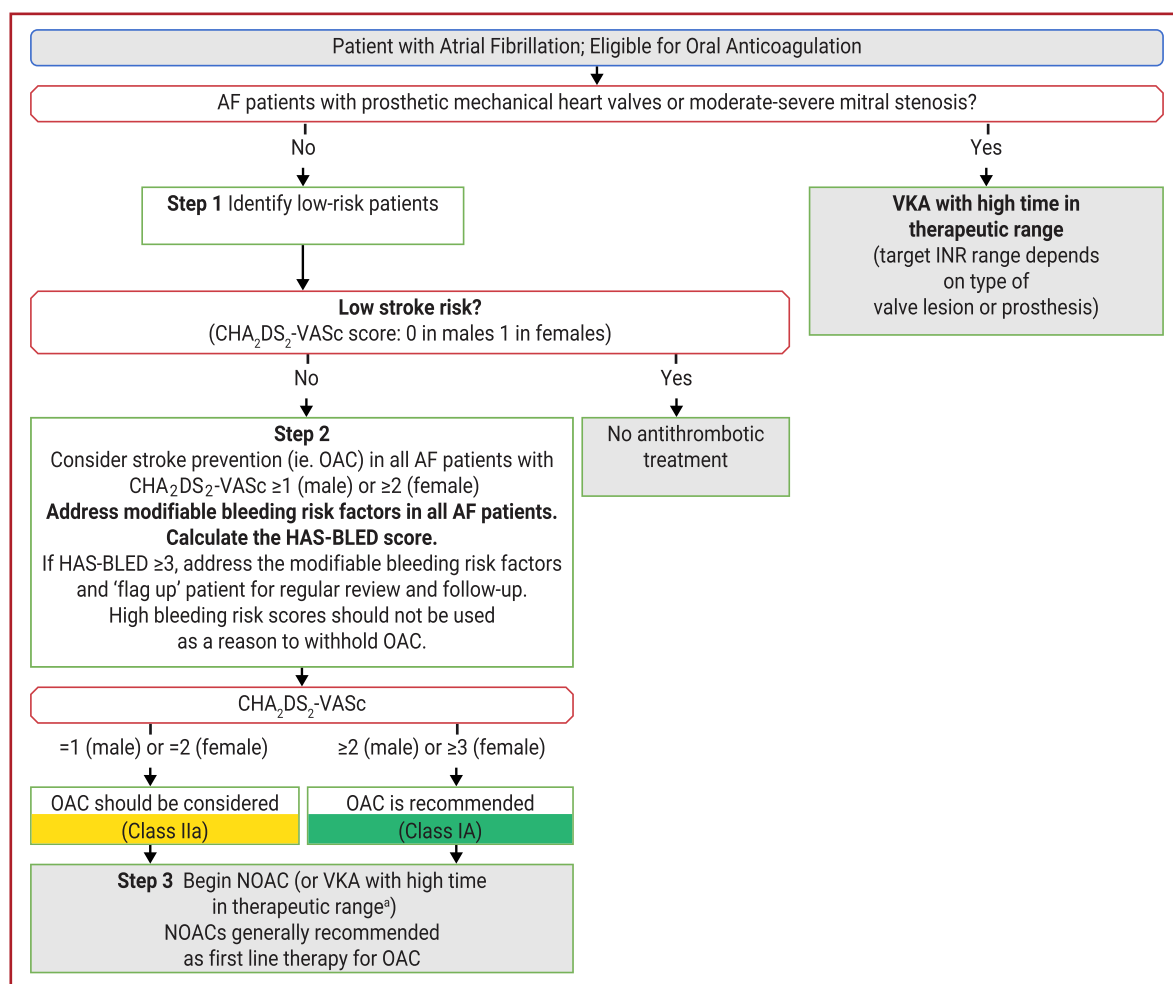 Patient with Atrial Fibrillation; Eligible for Oral Anticoagulation
AF patients with prosthetic mechanical heart valves or moderate-severe mitral stenosis?
No
Yes
Step 1 Identify low-risk patients
VKA with high time in
therapeutic range
(target INR range depends
on type of
valve lesion or prosthesis)
Low stroke risk?
(CHA₂DS₂-VASc score: 0 in males 1 in females)
No
Yes
Step 2
Consider stroke prevention (ie. OAC) in all AF patients with
CHA₂DS₂-VASc ≥1 (male) or ≥2 (female)
Address modifiable bleeding risk factors in all AF patients.
Calculate the HAS-BLED score.
If HAS-BLED ≥3, address the modifiable bleeding risk factors
and ‘flag up’ patient for regular review and follow-up.
High bleeding risk scores should not be used
as a reason to withhold OAC.
No antithrombotic
treatment
CHA₂DS₂-VASc
=1 (male) or =2 (female)
≥2 (male) or ≥3 (female)
OAC should be considered
(Class IIa)
OAC is recommended
(Class IA)
Step 3 Begin NOAC (or VKA with high time
in therapeutic rangeᵃ)
NOACs generally recommended
as first line therapy for OAC